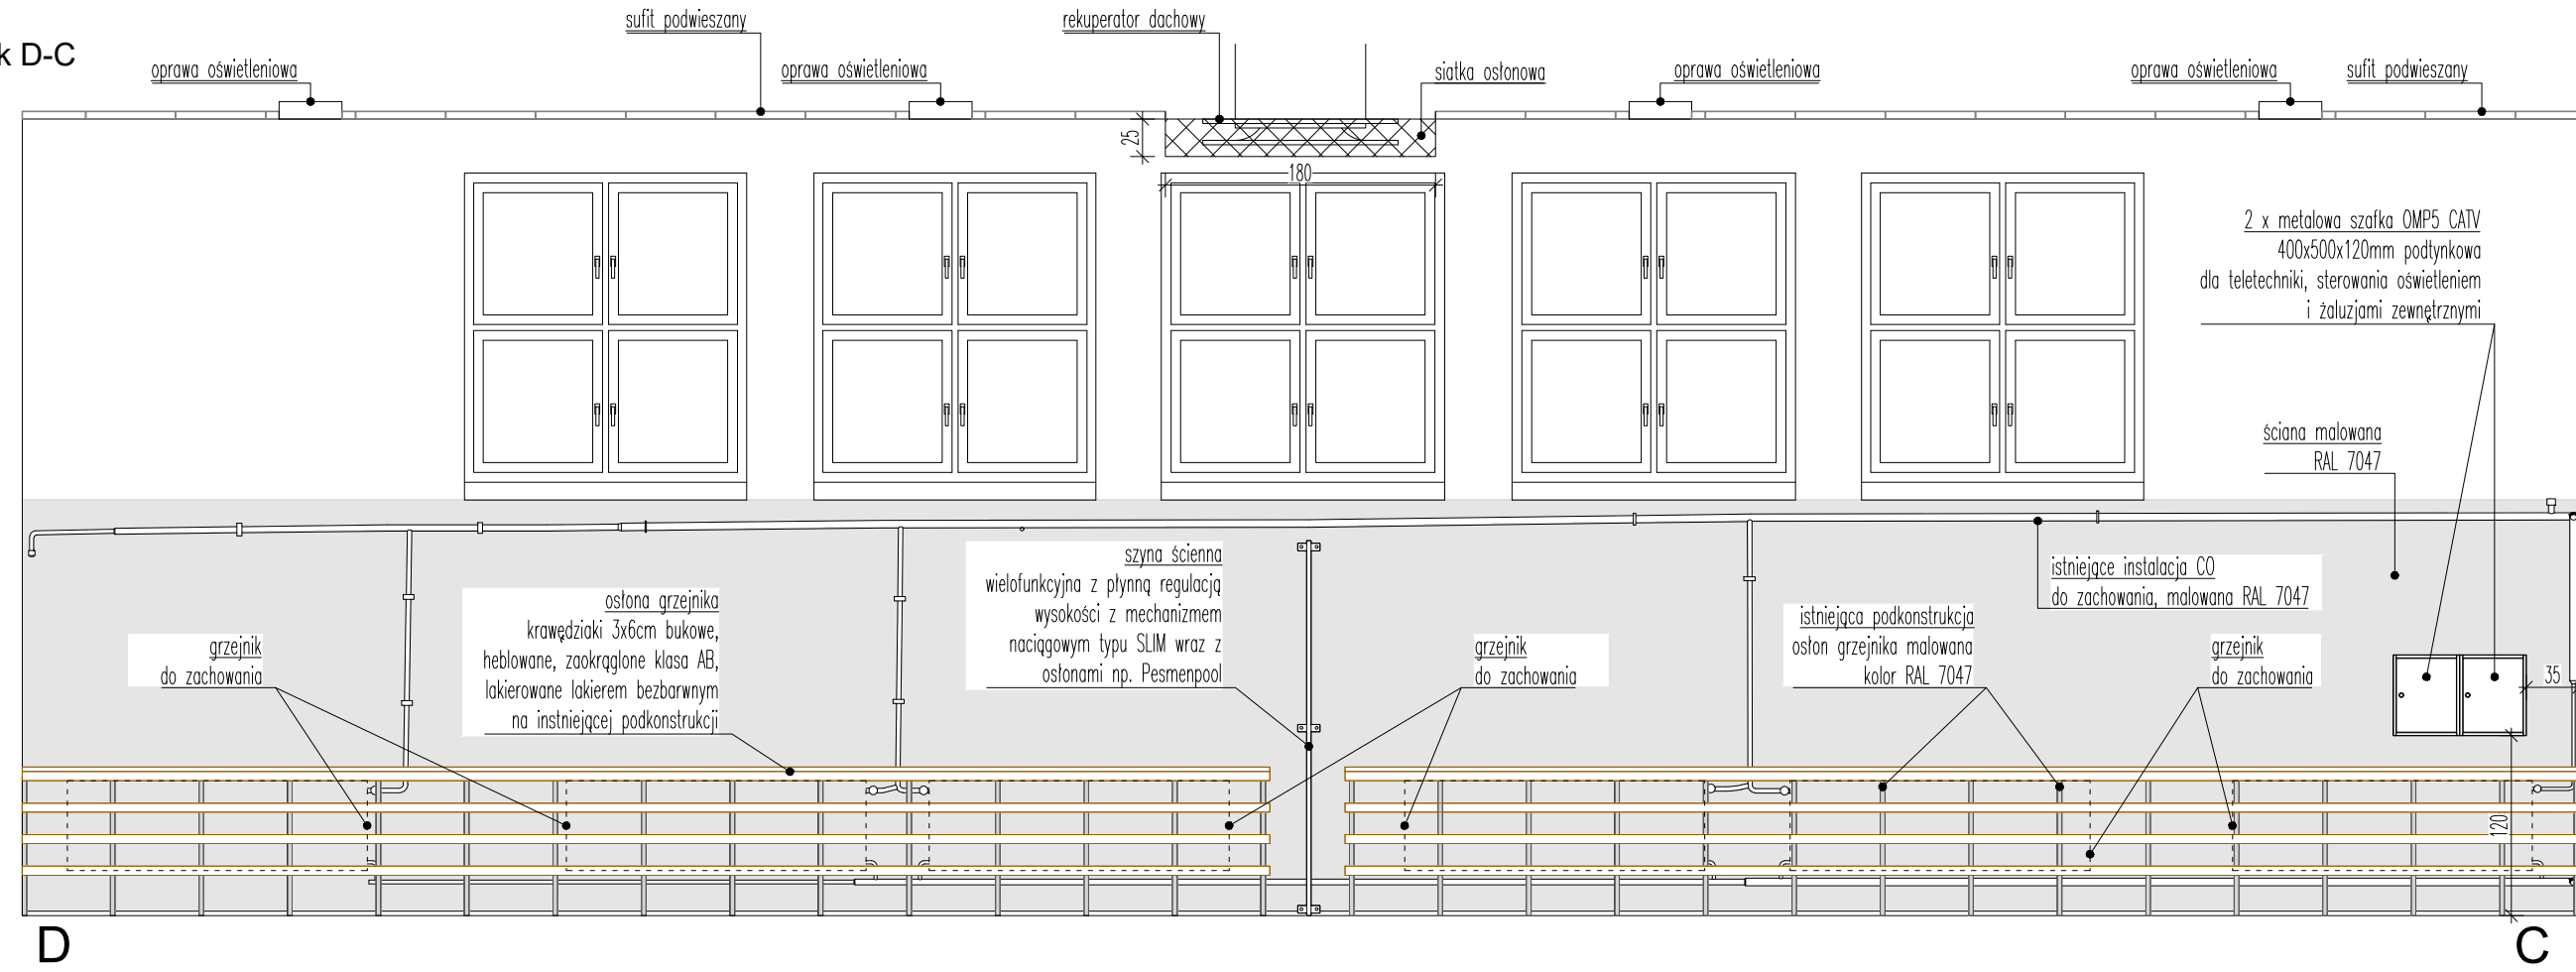 k D-C
sufit podwieszany
rekuperator dachowy
oprawa oświetleniowa
oprawa oświetleniowa
siatka osłonowa
oprawa oświetleniowa
oprawa oświetleniowa
sufit podwieszany
25
180
2 x metalowa szafka OMP5 CATV
400x500x120mm podtynkowa
dla teletechniki, sterowania oświetleniem
i żaluzjami zewnętrznymi
ściana malowana
RAL 7047
szyna ścienna
wielofunkcyjna z płynną regulacją
wysokości z mechanizmem
naciągowym typu SLIM wraz z
osłonami np. Pesmenpool
istniejące instalacja CO
do zachowania, malowana RAL 7047
osłona grzejnika
krawędziaki 3x6cm bukowe,
heblowane, zaokrąglone klasa AB,
lakierowane lakierem bezbarwnym
na instniejącej podkonstrukcji
istniejąca podkonstrukcja
osłon grzejnika malowana
kolor RAL 7047
grzejnik
do zachowania
grzejnik
do zachowania
grzejnik
do zachowania
35
120
D
C